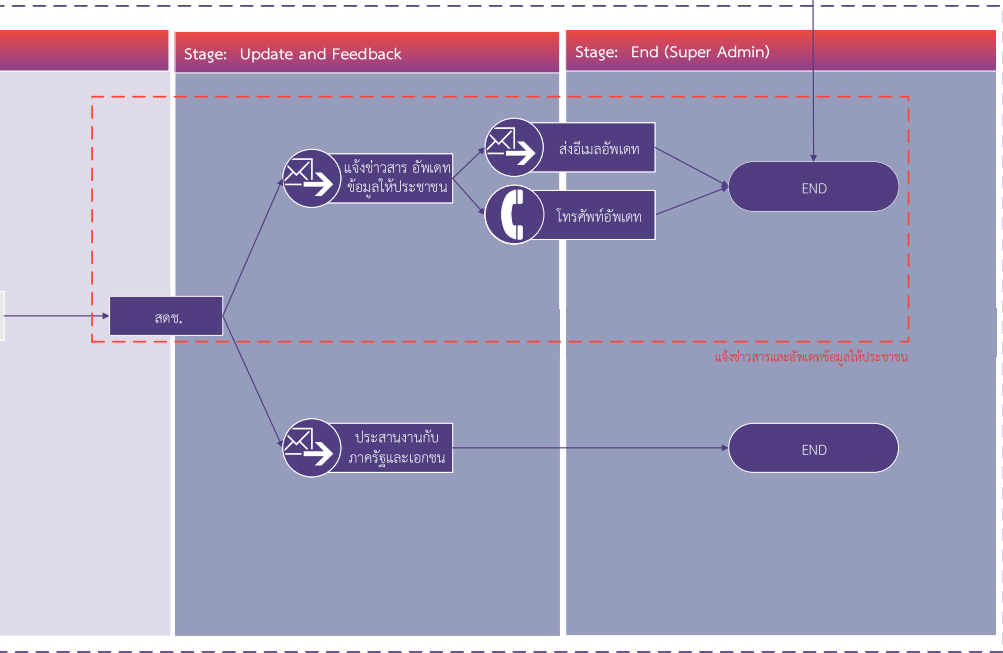 Stage:  Update and Feedback
Stage:  End (Super Admin)
แจ้งข่าวสาร อัพเดท
ข้อมูลให้ประชาชน
ส่งอีเมลอัพเดท
โทรศัพท์อัพเดท
END
สดช.
แจ้งข่าวสารและอัพเดทข้อมูลให้ประชาชน
ประสานงานกับ
ภาครัฐและเอกชน
END